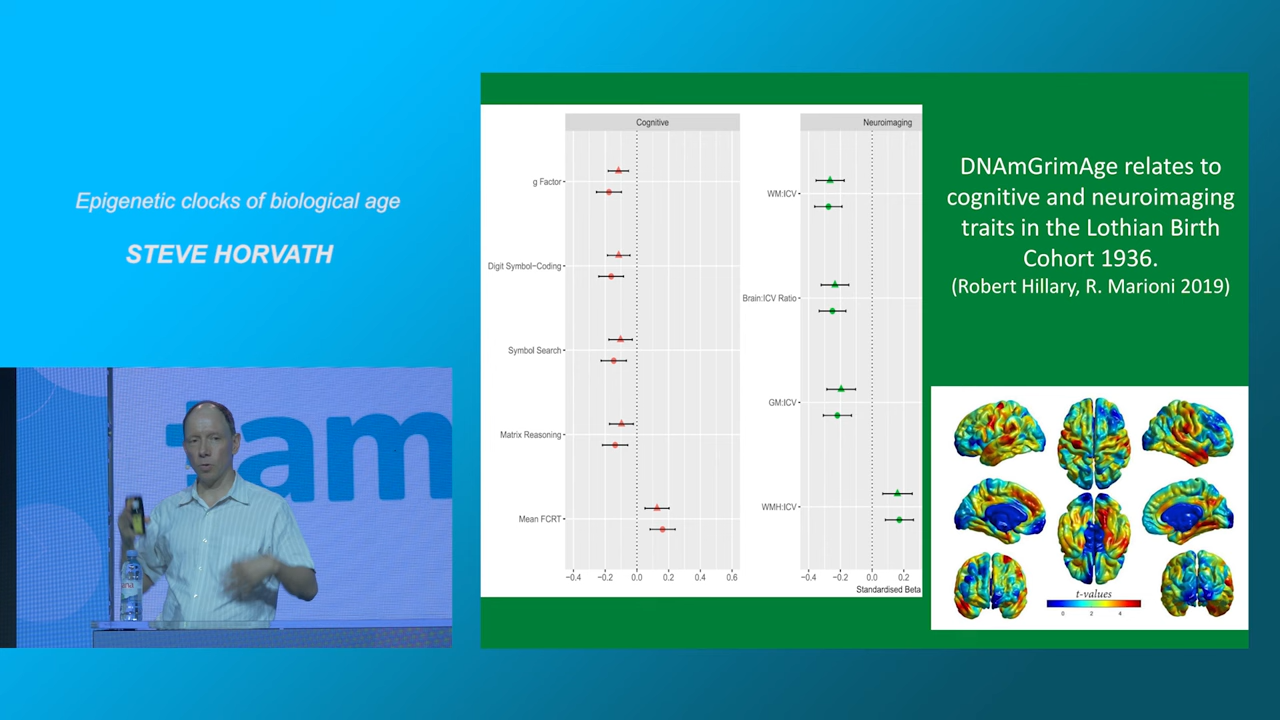 Epigenetic clocks of biological age
STEVE HORVATH
am
ana
Cognitive
g Factor
Digit Symbol−Coding
Symbol Search
Matrix Reasoning
Mean FCRT
−0.4 −0.2 0.0 0.2 0.4 0.6
Neuroimaging
WM:ICV
Brain:ICV Ratio
GM:ICV
WMH:ICV
−0.4 −0.2 0.0 0.2
Standardised Beta
DNAmGrimAge relates to
cognitive and neuroimaging
traits in the Lothian Birth
Cohort 1936.
(Robert Hillary, R. Marioni 2019)
t-values
0 2 4